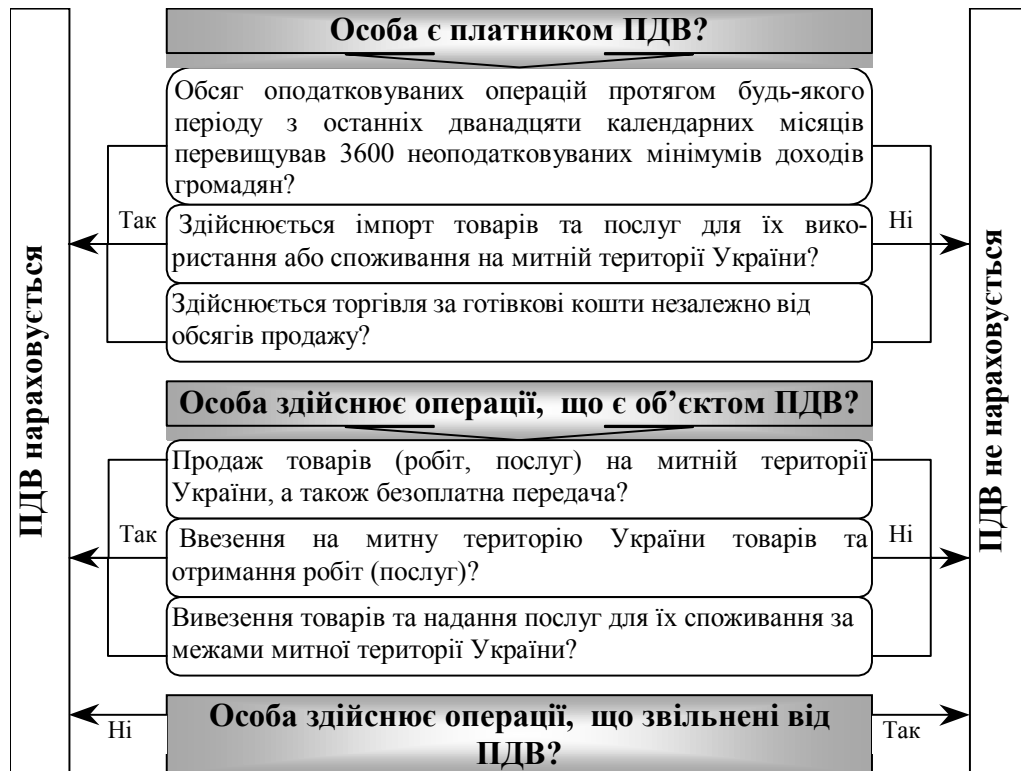 Особа є платником ПДВ?
Обсяг оподатковуваних операцій протягом будь-якого
періоду з останніх дванадцяти календарних місяців
перевищував 3600 неоподатковуваних мінімумів доходів
громадян?
Так
Здійснюється імпорт товарів та послуг для їх вико-
ристання або споживання на митній території України?
Ні
Здійснюється торгівля за готівкові кошти незалежно від
обсягів продажу?
ПДВ нараховується
ПДВ не нараховується
Особа здійснює операції, що є об’єктом ПДВ?
Продаж товарів (робіт, послуг) на митній території
України, а також безоплатна передача?
Так
Ввезення на митну територію України товарів та
отримання робіт (послуг)?
Ні
Вивезення товарів та надання послуг для їх споживання за
межами митної території України?
Ні
Особа здійснює операції, що звільнені від
ПДВ?
Так